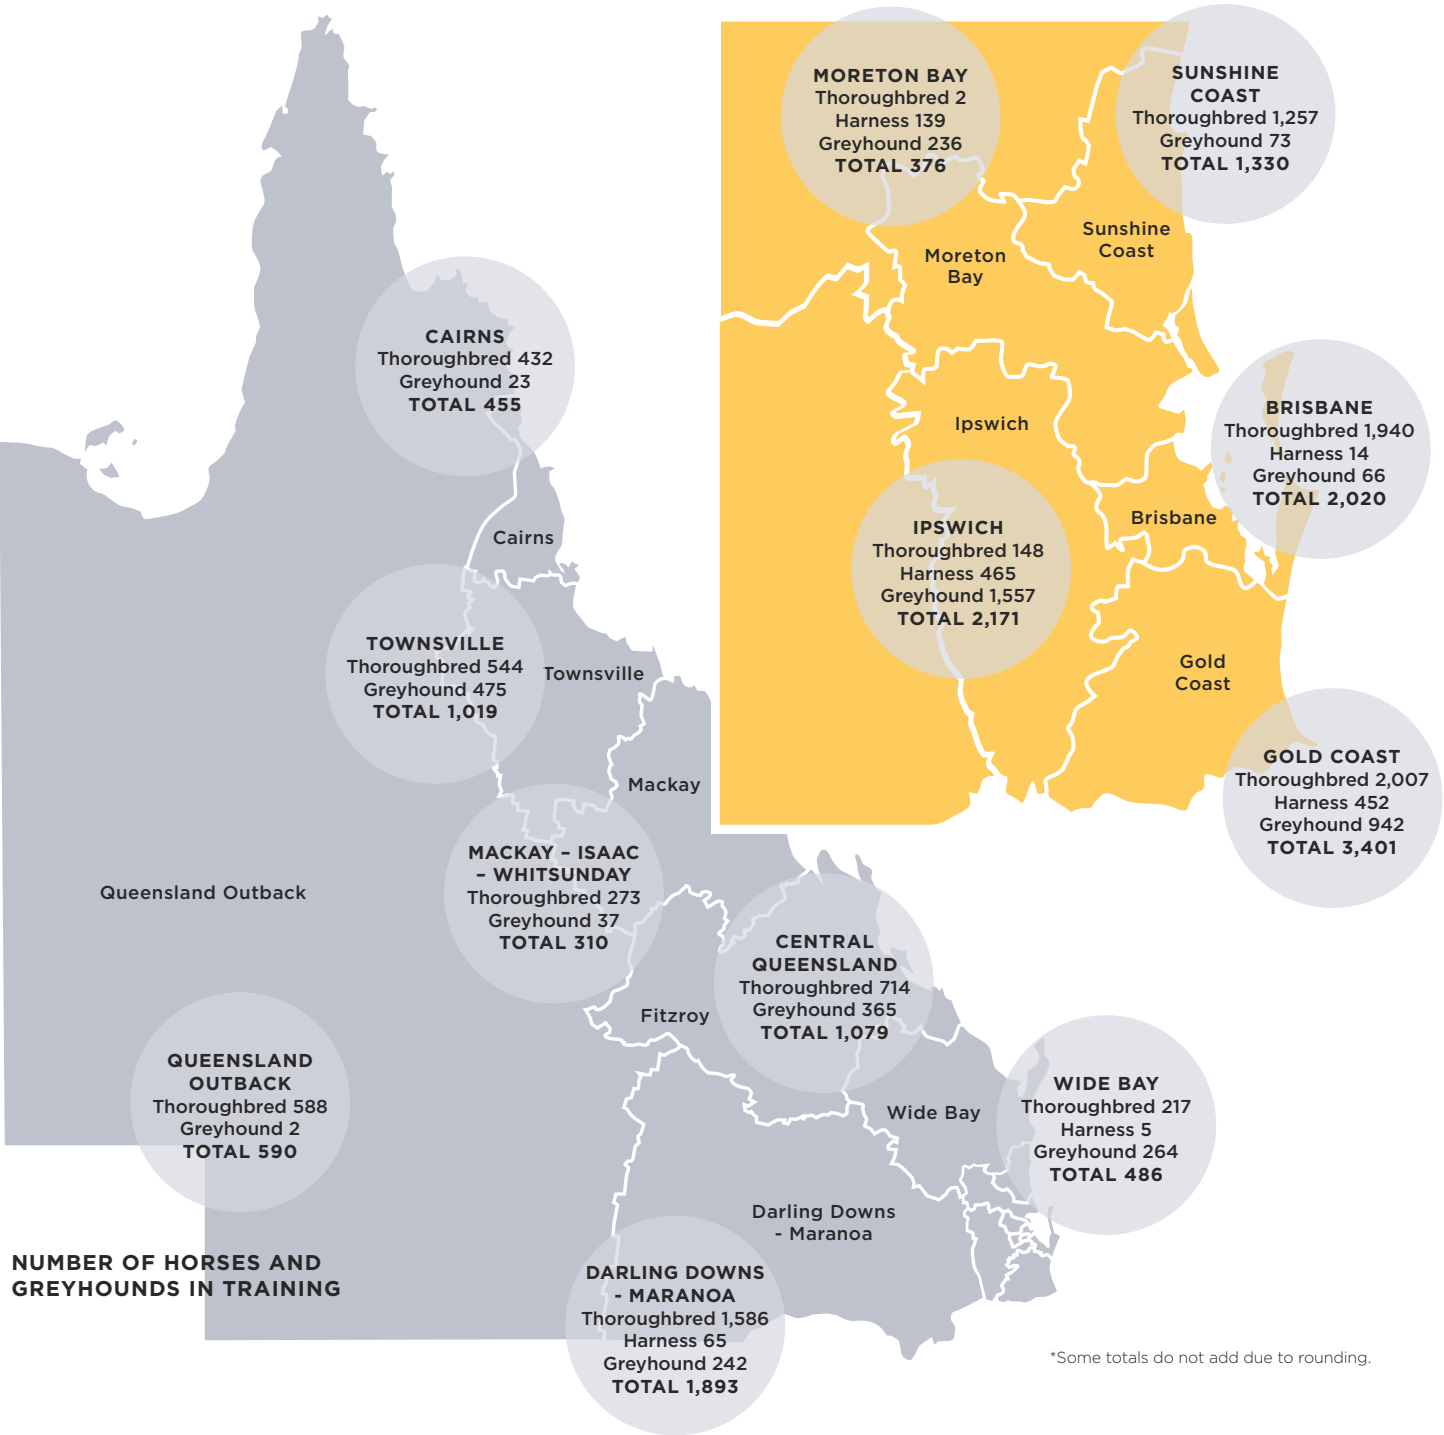 MORETON BAY
Thoroughbred 2
Harness 139
Greyhound 236
TOTAL 376
SUNSHINE
COAST
Thoroughbred 1,257
Greyhound 73
TOTAL 1,330
Sunshine
Coast
Moreton
Bay
CAIRNS
Thoroughbred 432
Greyhound 23
TOTAL 455
BRISBANE
Thoroughbred 1,940
Harness 14
Greyhound 66
TOTAL 2,020
Ipswich
Brisbane
IPSWICH
Thoroughbred 148
Harness 465
Greyhound 1,557
TOTAL 2,171
Cairns
TOWNSVILLE
Thoroughbred 544
Greyhound 475
TOTAL 1,019
Townsville
Gold
Coast
GOLD COAST
Thoroughbred 2,007
Harness 452
Greyhound 942
TOTAL 3,401
Mackay
MACKAY – ISAAC
– WHITSUNDAY
Thoroughbred 273
Greyhound 37
TOTAL 310
Queensland Outback
CENTRAL
QUEENSLAND
Thoroughbred 714
Greyhound 365
TOTAL 1,079
Fitzroy
QUEENSLAND
OUTBACK
Thoroughbred 588
Greyhound 2
TOTAL 590
Wide Bay
WIDE BAY
Thoroughbred 217
Harness 5
Greyhound 264
TOTAL 486
Darling Downs
- Maranoa
NUMBER OF HORSES AND
GREYHOUNDS IN TRAINING
DARLING DOWNS
- MARANOA
Thoroughbred 1,586
Harness 65
Greyhound 242
TOTAL 1,893
*Some totals do not add due to rounding.